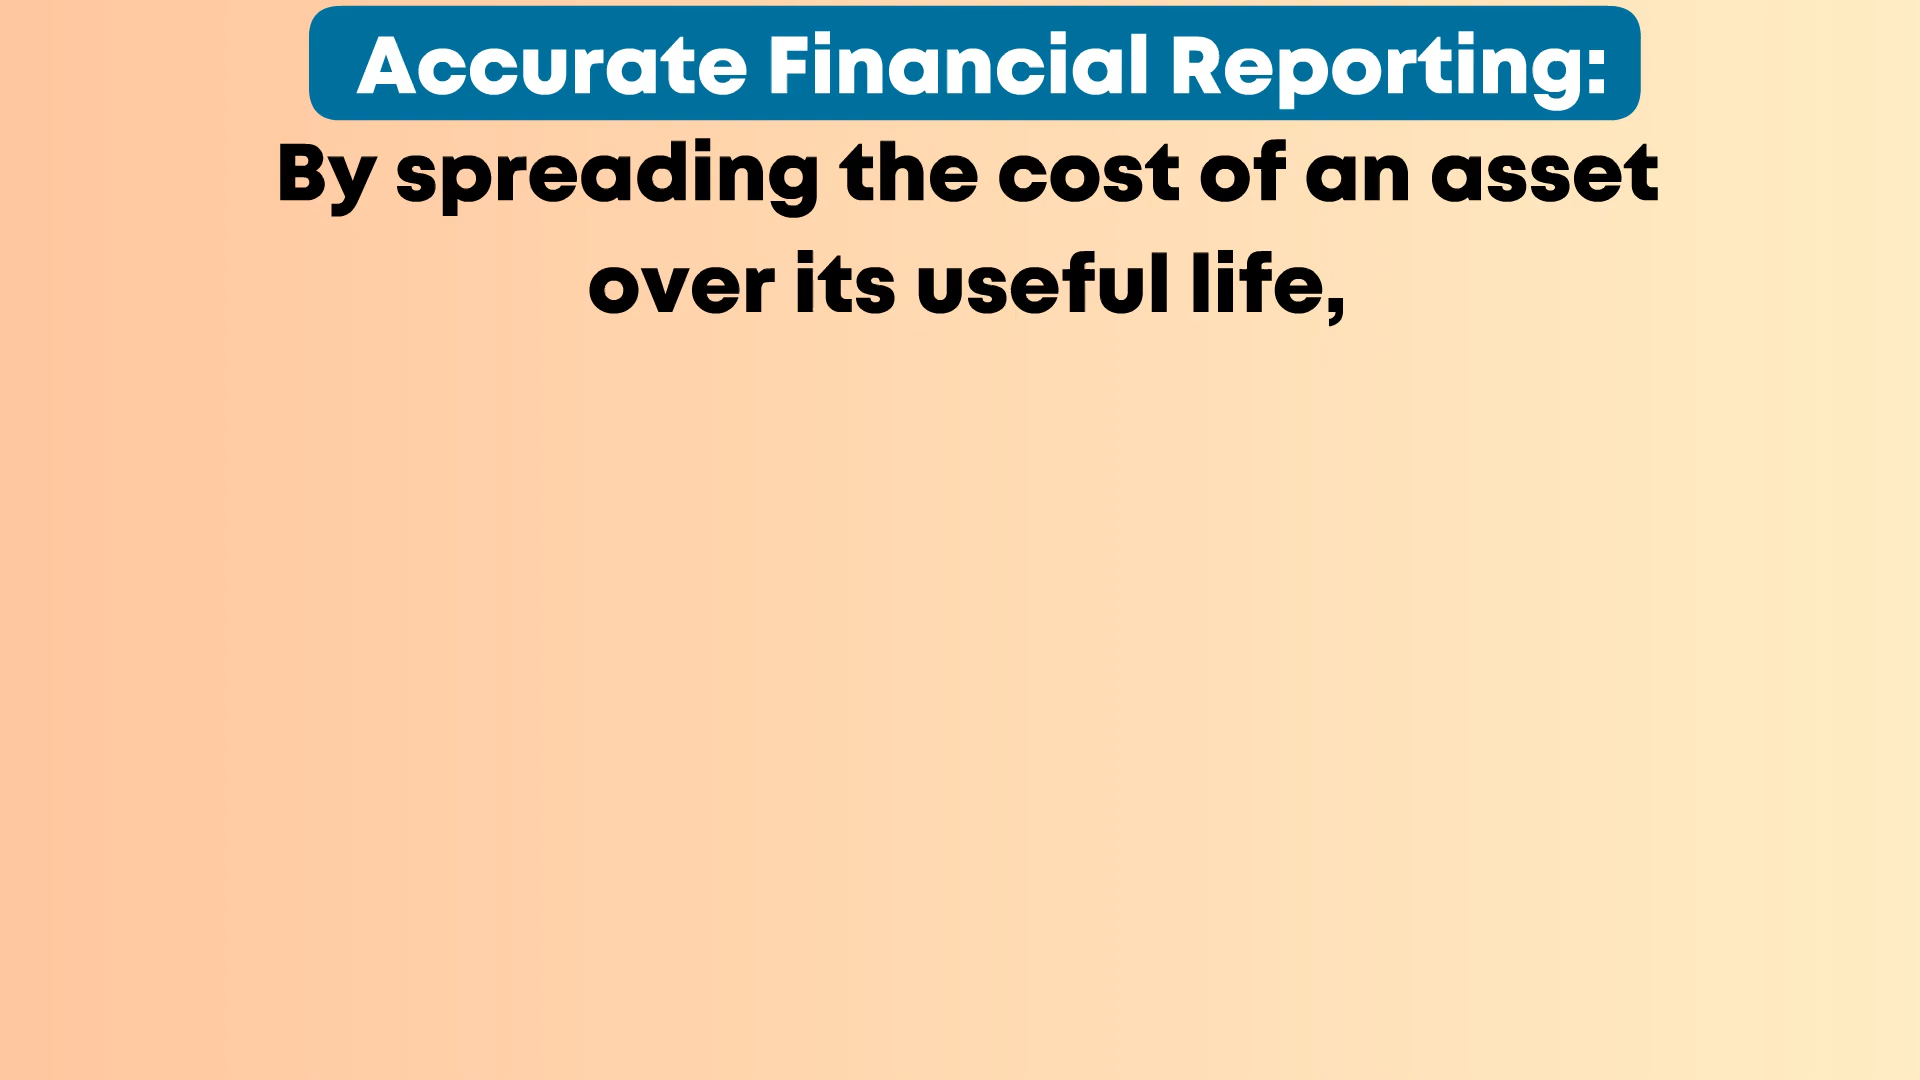 Accurate Financial Reporting:
By spreading the cost of an asset
over its useful life,